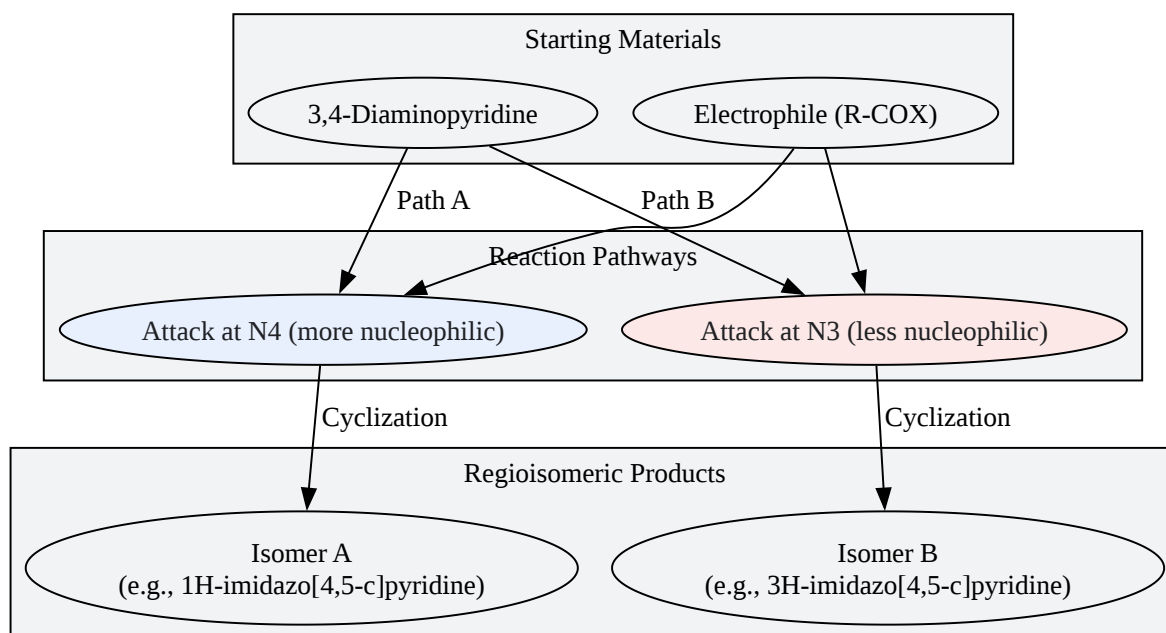 Starting Materials
3,4-Diaminopyridine
Electrophile (R-COX)
Path A
Path B
Reaction Pathways
Attack at N4 (more nucleophilic)
Attack at N3 (less nucleophilic)
Cyclization
Cyclization
Regioisomeric Products
Isomer A
(e.g., 1H-imidazo[4,5-c]pyridine)
Isomer B
(e.g., 3H-imidazo[4,5-c]pyridine)